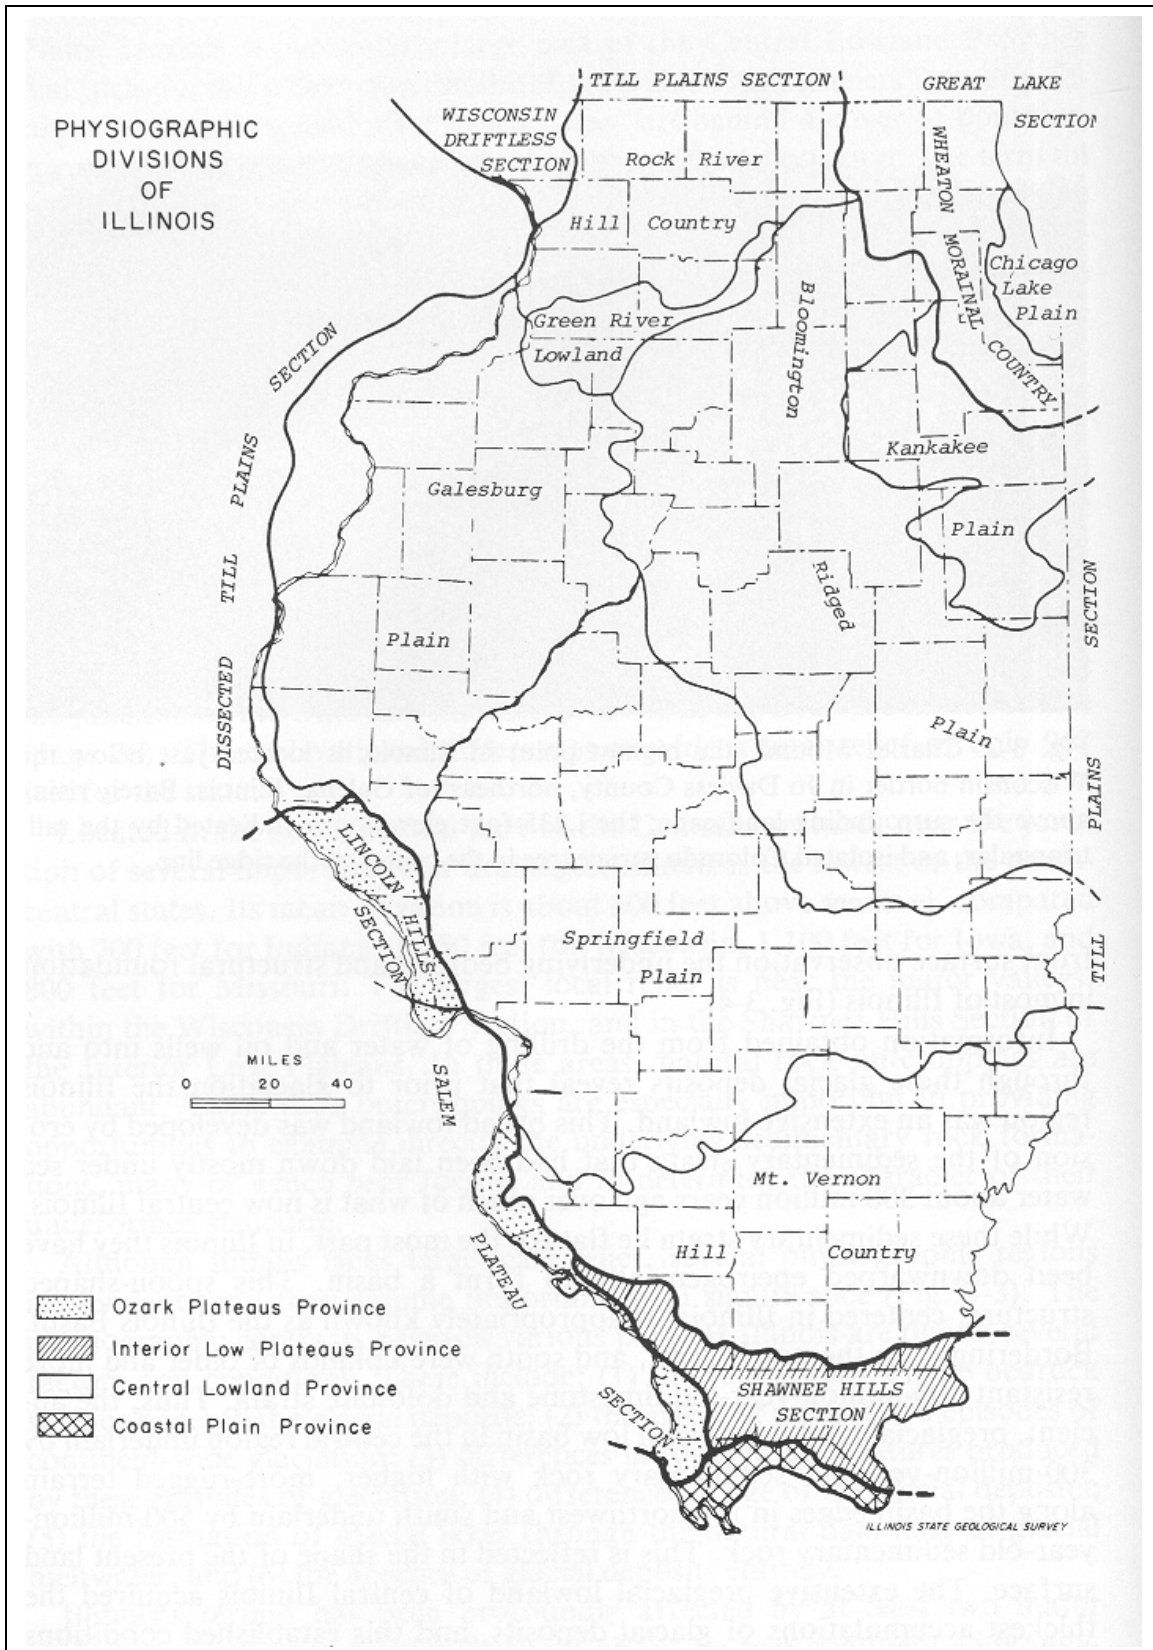 PHYSIOGRAPHIC
DIVISIONS
OF
ILLINOIS
TILL PLAINS SECTION
GREAT LAKE
SECTION
WISCONSIN
DRIFTLESS
SECTION
Rock River
Hill Country
WHEATON
MORAINAL
COUNTRY
Chicago
Lake
Plain
Green River
Lowland
Bloomington
Ridged
Plain
Kankakee
Plain
Galesburg
Plain
DISSECTED TILL PLAINS SECTION
TILL PLAINS SECTION
LINCOLN HILLS
SECTION
Springfield
Plain
MILES
0 20 40
SALEM
PLATEAU
SECTION
Mt. Vernon
Hill Country
Ozark Plateaus Province
Interior Low Plateaus Province
Central Lowland Province
Coastal Plain Province
SHAWNEE HILLS
SECTION
ILLINOIS STATE GEOLOGICAL SURVEY